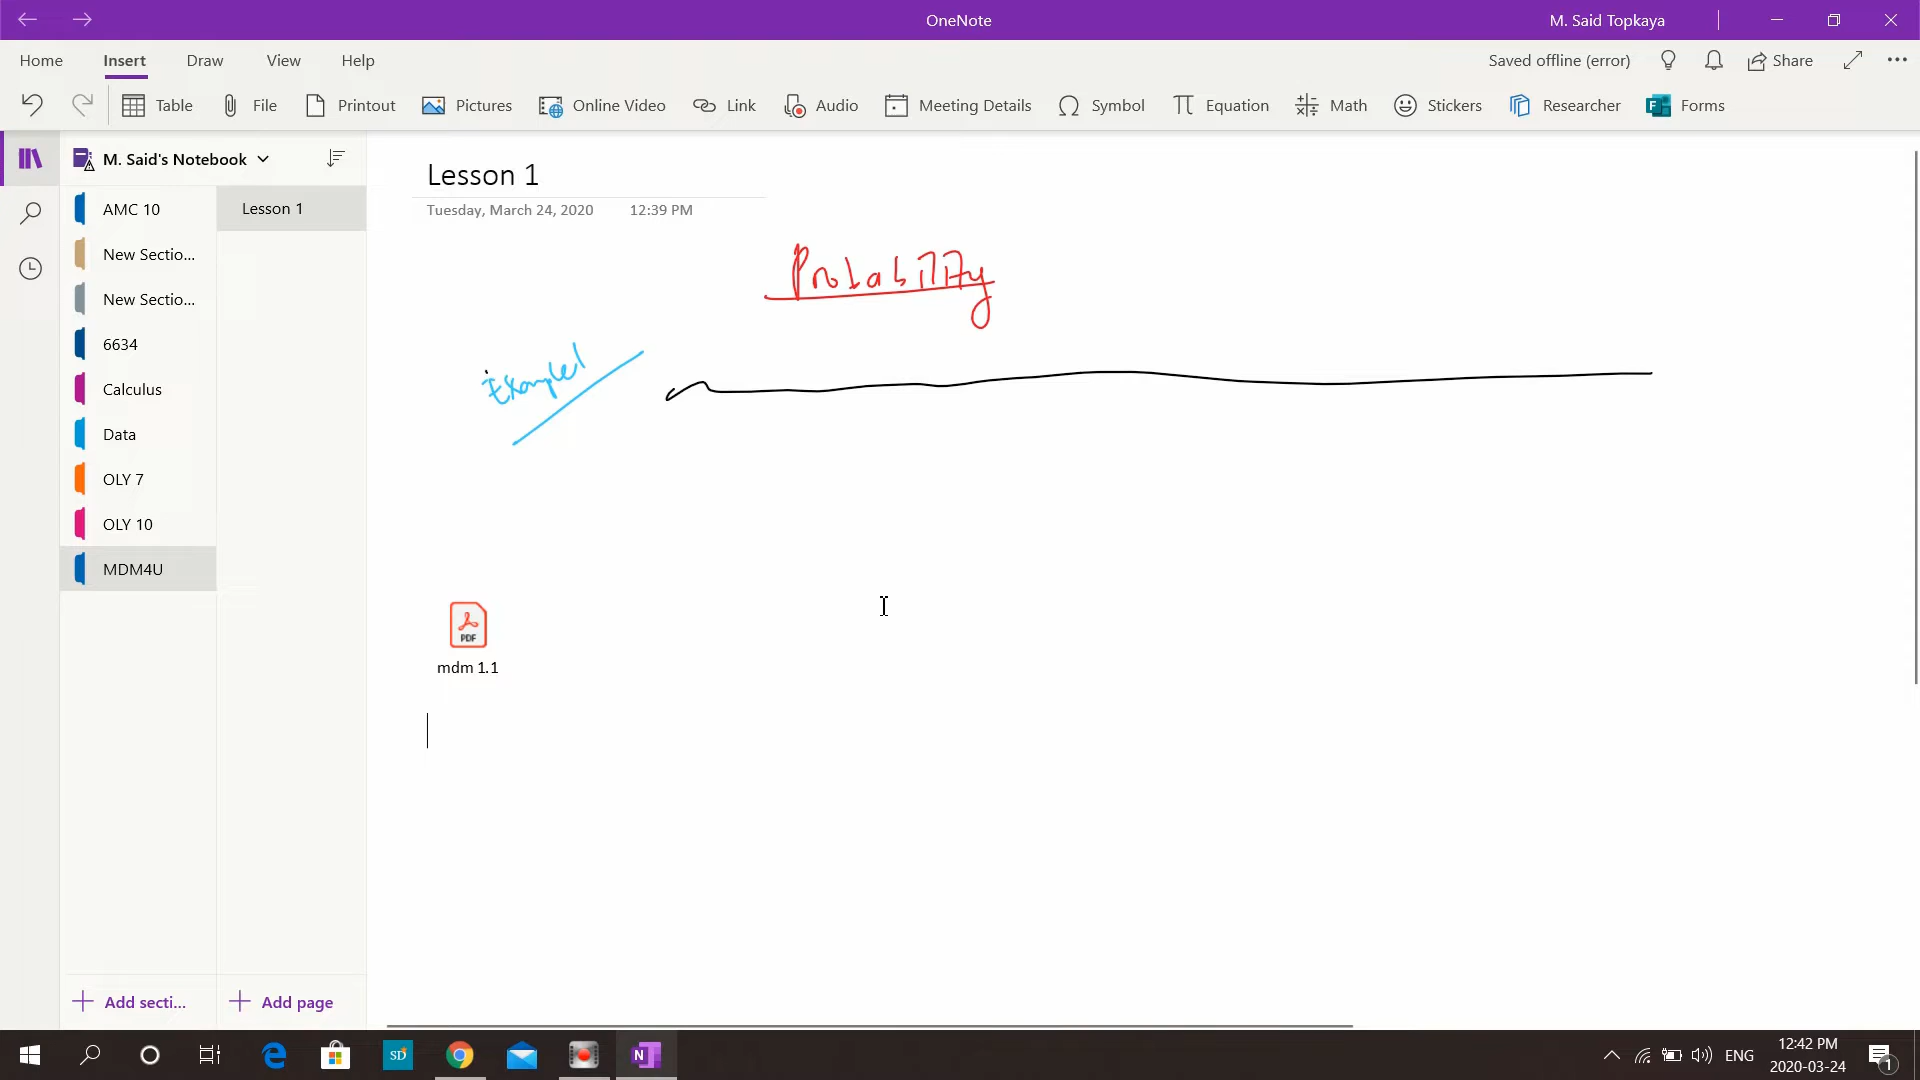 OneNote
M. Said Topkaya
Home Insert Draw View Help
Saved offline (error) Share
Table File Printout Pictures Online Video Link Audio Meeting Details Symbol Equation Math Stickers Researcher Forms
M. Said's Notebook
AMC 10
New Sectio...
New Sectio...
6634
Calculus
Data
OLY 7
OLY 10
MDM4U
Lesson 1
Lesson 1
Tuesday, March 24, 2020 12:39 PM
Probability
Example1
PDF
mdm 1.1
Add secti...
Add page
SD
N
ENG
12:42 PM
2020-03-24
1